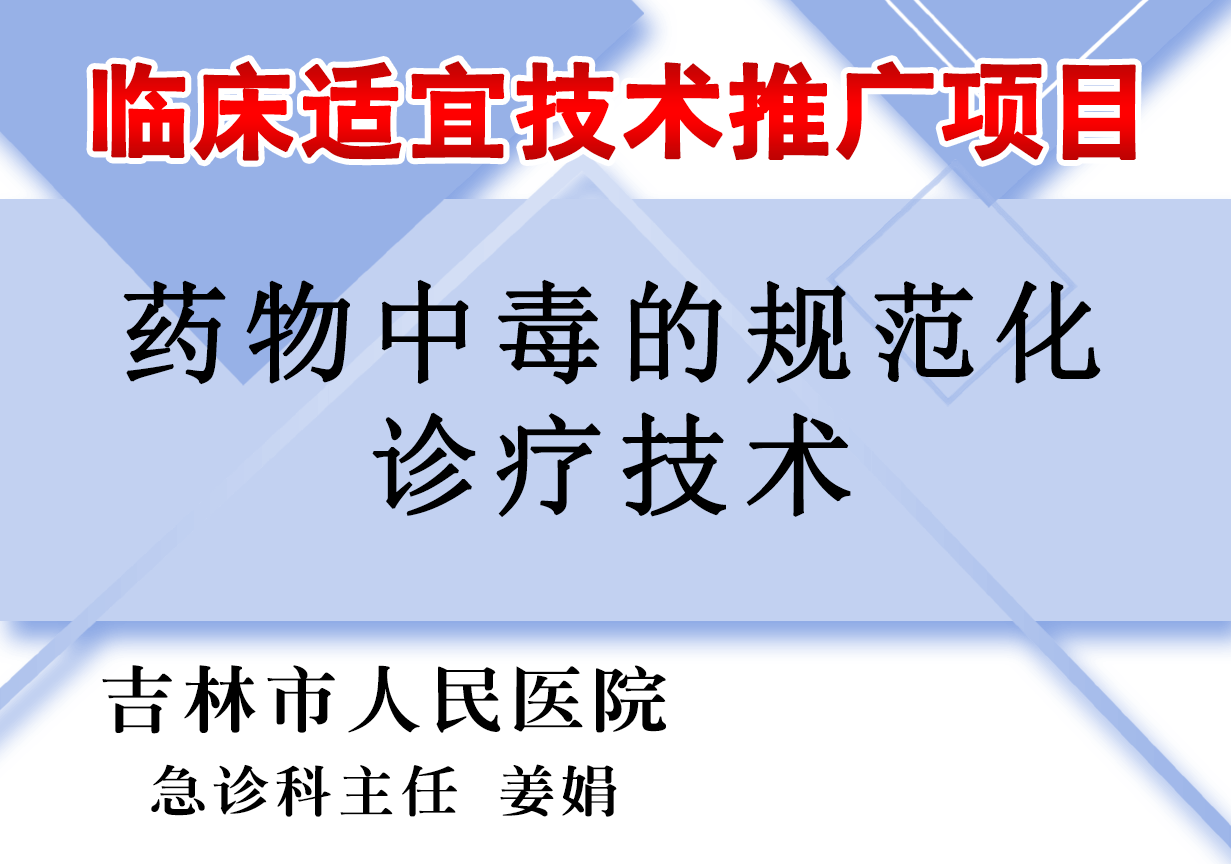 临床适宜技术推广项目
药物中毒的规范化
诊疗技术
吉林市人民医院
急诊科主任 姜娟